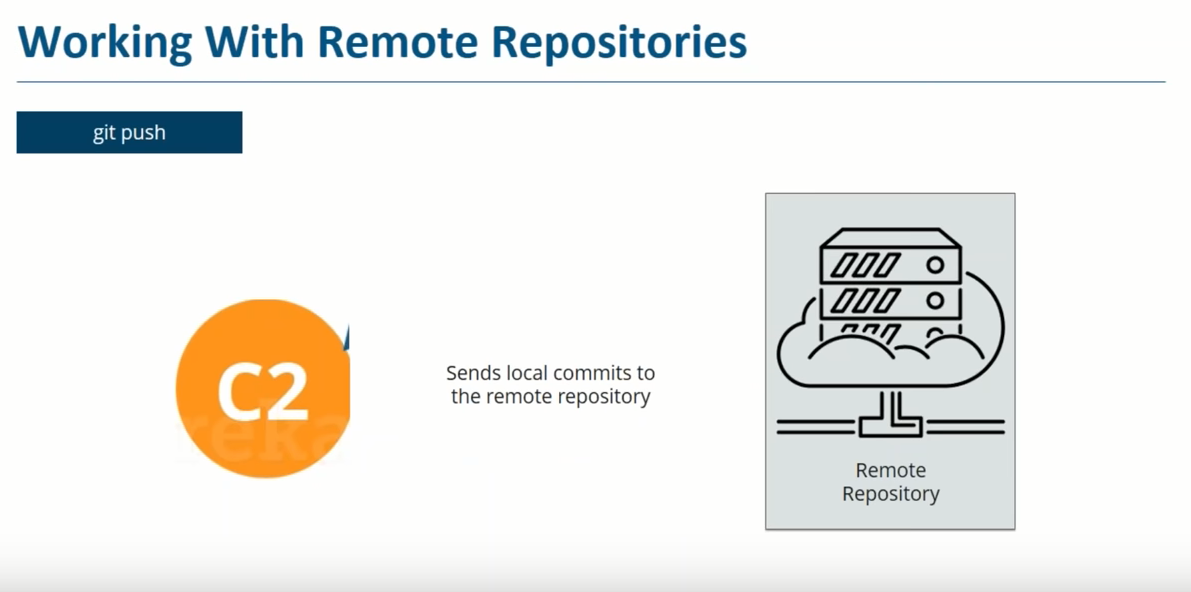 Working With Remote Repositories
git push
C2
Sends local commits to
the remote repository
Remote
Repository